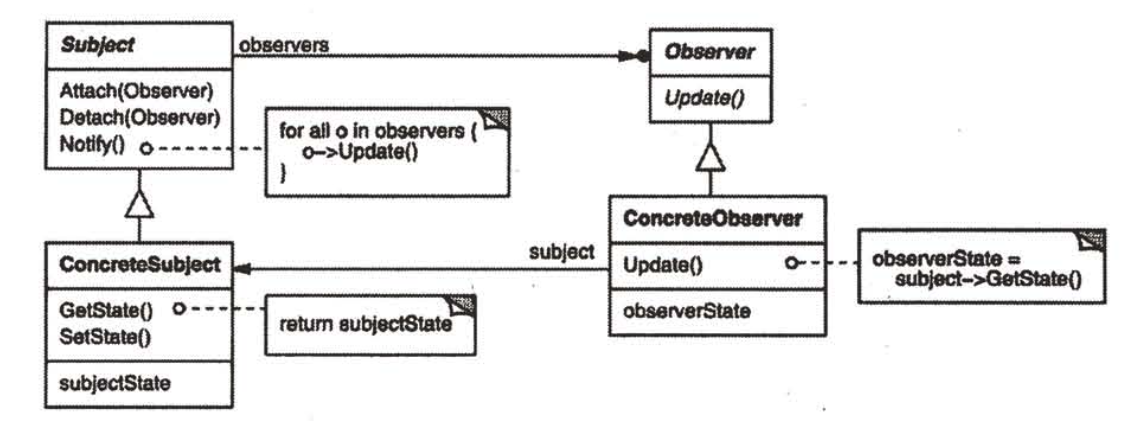 Subject
observers
Observer
Attach(Observer)
Detach(Observer)
Notify()
Update()
for all o in observers {
o->Update()
}
ConcreteObserver
Update()
observerState
observerState =
subject->GetState()
subject
ConcreteSubject
GetState()
SetState()
return subjectState
subjectState